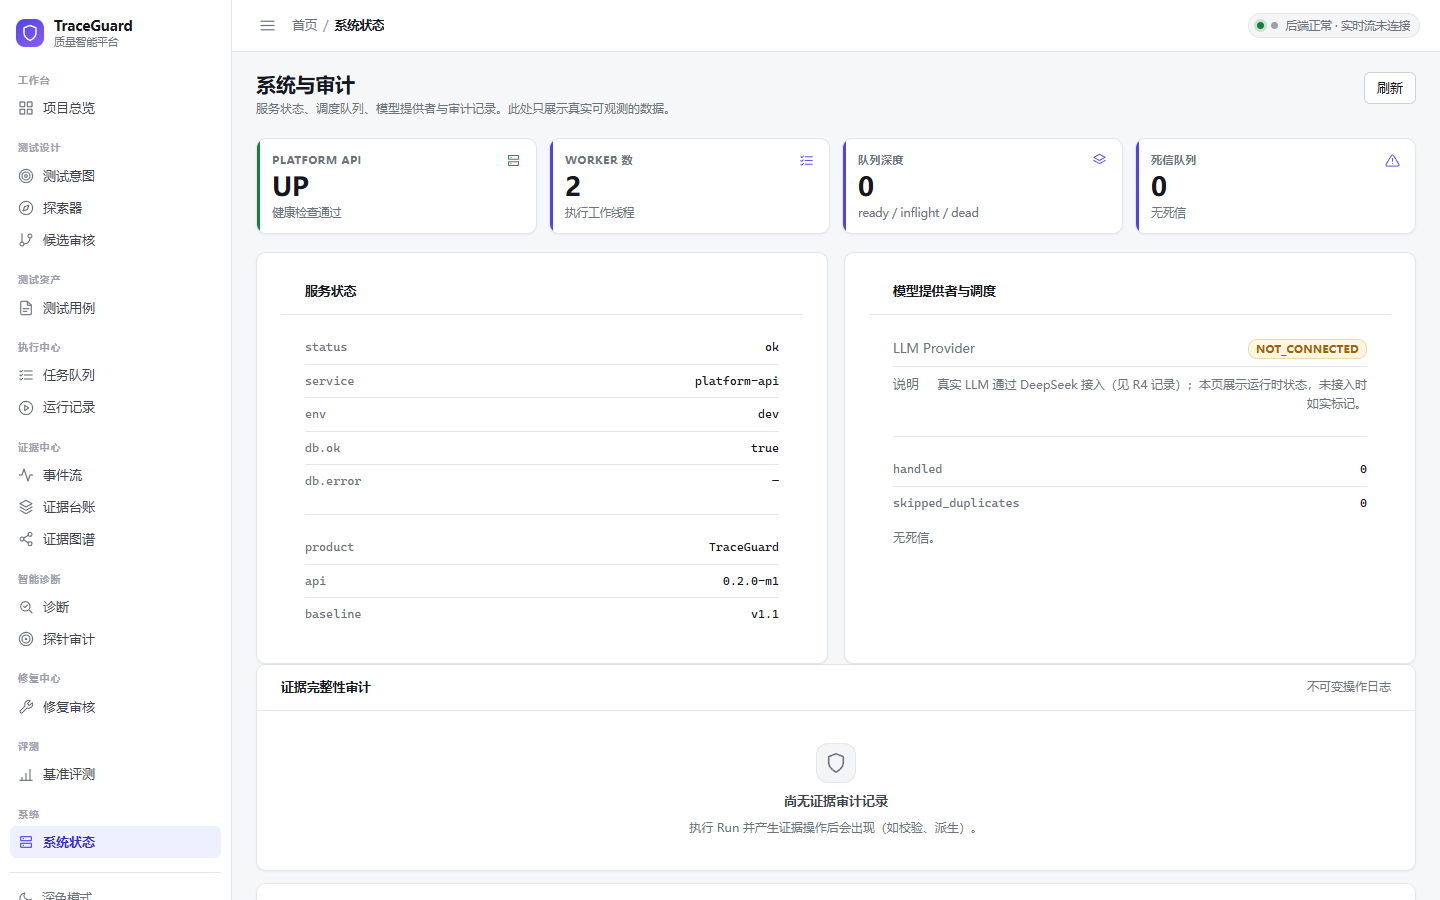 TraceGuard
质量智能平台
工作台
项目总览
测试设计
测试意图
探索器
候选审核
测试资产
测试用例
执行中心
任务队列
运行记录
证据中心
事件流
证据台账
证据图谱
智能诊断
诊断
探针审计
修复中心
修复审核
评测
基准评测
系统
系统状态
深色模式
首页 / 系统状态
后端正常 · 实时流未连接
系统与审计
服务状态、调度队列、模型提供者与审计记录。此处只展示真实可观测的数据。
刷新
PLATFORM API
UP
健康检查通过
WORKER 数
2
执行工作线程
队列深度
0
ready / inflight / dead
死信队列
0
无死信
服务状态
status ok
service platform-api
env dev
db.ok true
db.error —
product TraceGuard
api 0.2.0-m1
baseline v1.1
模型提供者与调度
LLM Provider NOT_CONNECTED
说明 真实 LLM 通过 DeepSeek 接入（见 R4 记录）；本页展示运行时状态，未接入时
如实标记。
handled 0
skipped_duplicates 0
无死信。
证据完整性审计 不可变操作日志
尚无证据审计记录
执行 Run 并产生证据操作后会出现（如校验、派生）。